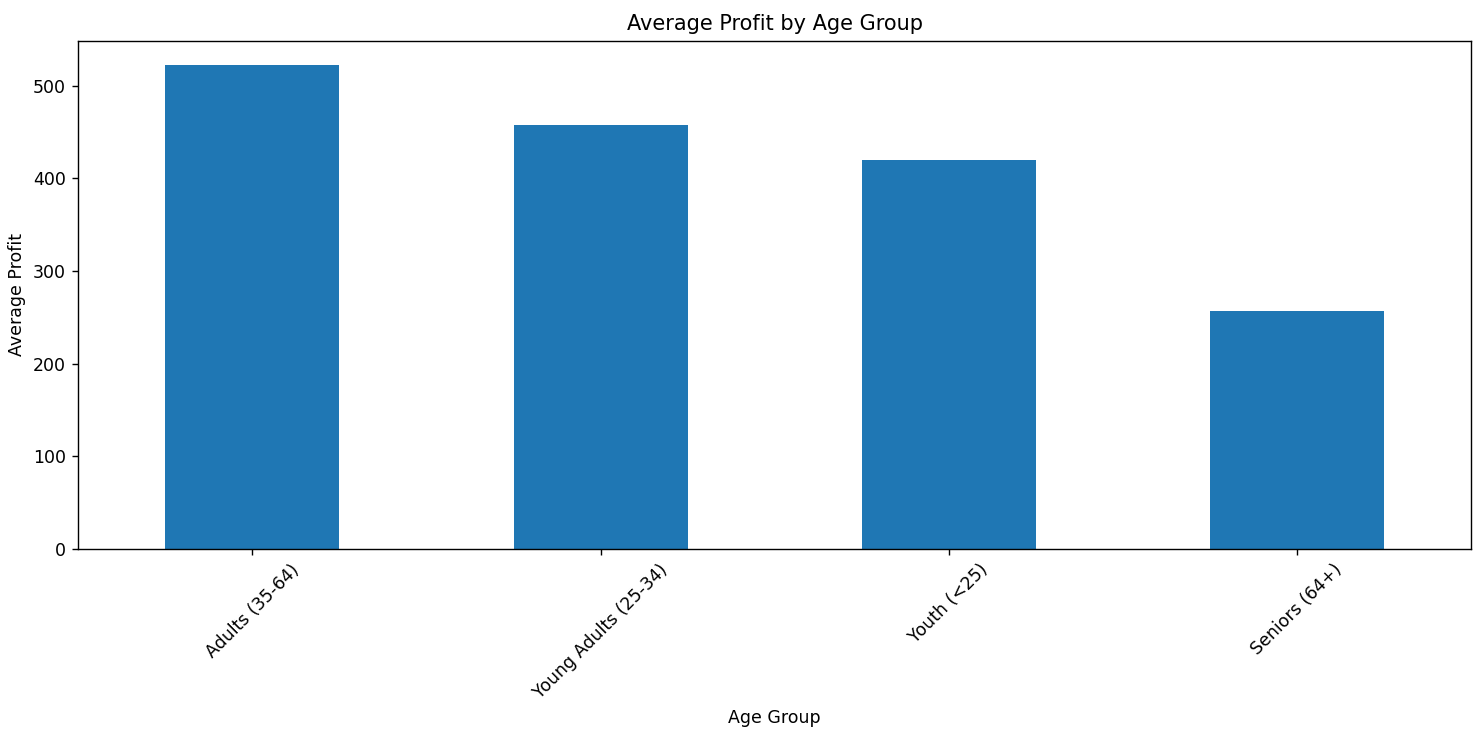 Average Profit by Age Group
Average Profit
500
400
300
200
100
0
Adults (35-64)
Young Adults (25-34)
Youth (<25)
Seniors (64+)
Age Group